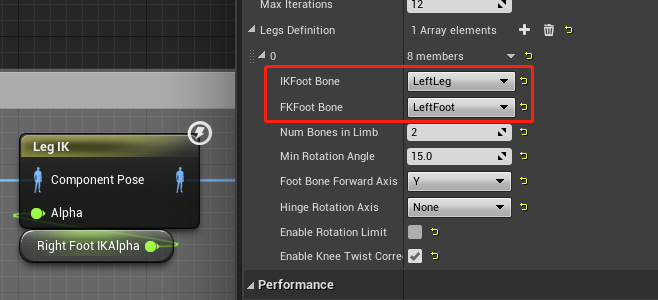 Max Iterations 12
Legs Definition 1 Array elements
0 8 members
IKFoot Bone LeftLeg
FKFoot Bone LeftFoot
Num Bones in Limb 2
Min Rotation Angle 15.0
Foot Bone Forward Axis Y
Hinge Rotation Axis None
Enable Rotation Limit
Enable Knee Twist Corre
Performance
Leg IK
Component Pose
Alpha
Right Foot IKAlpha